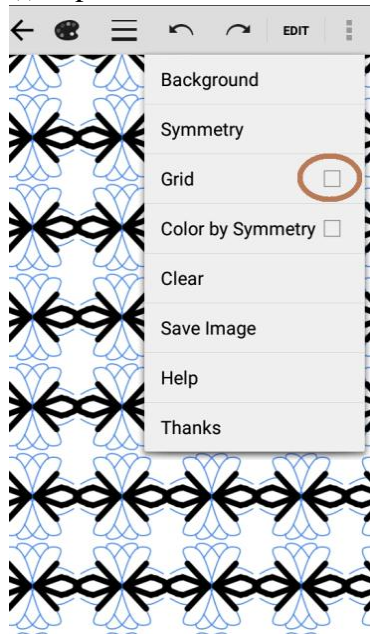 EDIT
Background
Symmetry
Grid
Color by Symmetry
Clear
Save Image
Help
Thanks